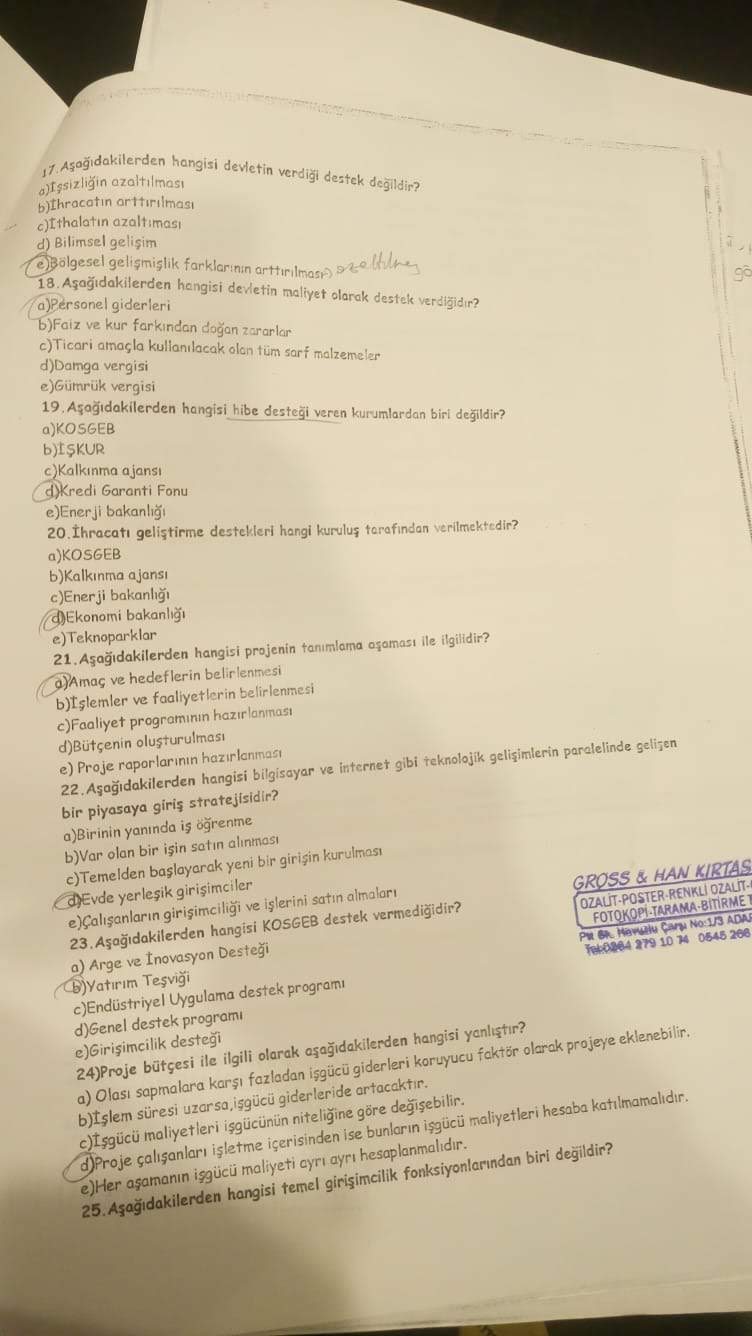 17.Aşağıdakilerden hangisi devletin verdiği destek değildir?
a)İşsizliğin azaltılması
b)İhracatın arttırılması
c)İthalatın azaltıması
d) Bilimsel gelişim
e)Bölgesel gelişmişlik farklarının arttırılması
18.Aşağıdakilerden hangisi devletin maliyet olarak destek verdiğidır?
a)Personel giderleri
b)Faiz ve kur farkından doğan zararlar
c)Ticari amaçla kullanılacak olan tüm sarf malzemeler
d)Damga vergisi
e)Gümrük vergisi
19.Aşağıdakilerden hangisi hibe desteği veren kurumlardan biri değildir?
a)KOSGEB
b)İŞKUR
c)Kalkınma ajansı
d)Kredi Garanti Fonu
e)Enerji bakanlığı
20.İhracatı geliştirme destekleri hangi kuruluş tarafından verilmektedir?
a)KOSGEB
b)Kalkınma ajansı
c)Enerji bakanlığı
d)Ekonomi bakanlığı
e)Teknoparklar
21.Aşağıdakilerden hangisi projenin tanımlama aşaması ile ilgilidir?
a)Amaç ve hedeflerin belirlenmesi
b)İşlemler ve faaliyetlerin belirlenmesi
c)Faaliyet programının hazırlanması
d)Bütçenin oluşturulması
e) Proje raporlarının hazırlanması
22.Aşağıdakilerden hangisi bilgisayar ve internet gibi teknolojik gelişimlerin paralelinde gelişen
bir piyasaya giriş stratejisidir?
a)Birinin yanında iş öğrenme
b)Var olan bir işin satın alınması
c)Temelden başlayarak yeni bir girişin kurulması
d)Evde yerleşik girişimciler
e)Çalışanların girişimciliği ve işlerini satın almaları
23.Aşağıdakilerden hangisi KOSGEB destek vermediğidir?
a) Arge ve İnovasyon Desteği
b)Yatırım Teşviği
c)Endüstriyel Uygulama destek programı
d)Genel destek programı
e)Girişimcilik desteği
24)Proje bütçesi ile ilgili olarak aşağıdakilerden hangisi yanlıştır?
a) Olası sapmalara karşı fazladan işgücü giderleri koruyucu faktör olarak projeye eklenebilir.
b)İşlem süresi uzarsa,işgücü giderleride artacaktır.
c)İşgücü maliyetleri işgücünün niteliğine göre değişebilir.
d)Proje çalışanları işletme içerisinden ise bunların işgücü maliyetleri hesaba katılmamalıdır.
e)Her aşamanın işgücü maliyeti ayrı ayrı hesaplanmalıdır.
25.Aşağıdakilerden hangisi temel girişimcilik fonksiyonlarından biri değildir?
GROSS & HAN KIRTAS
OZALİT-POSTER-RENKLİ OZALİT-
FOTOKOPİ-TARAMA-BİTİRME T
Çarşı No:1/3 ADA
279 10 74 0545 266
gö